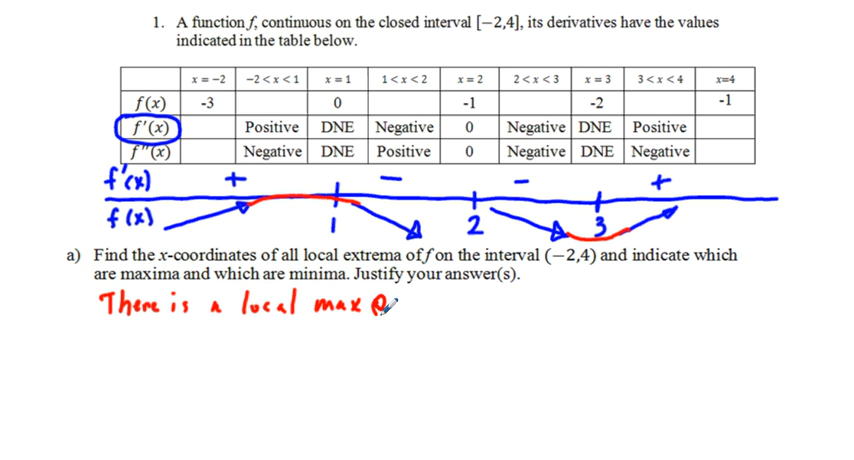 1. A function f, continuous on the closed interval [−2,4], its derivatives have the values
indicated in the table below.
x = −2 −2 < x < 1 x = 1 1 < x < 2 x = 2 2 < x < 3 x = 3 3 < x < 4 x=4
f(x) -3 0 -1 -2 -1
f′(x) Positive DNE Negative 0 Negative DNE Positive
f″(x) Negative DNE Positive 0 Negative DNE Negative
f′(x) + − − +
f(x) 1 2 3
a) Find the x-coordinates of all local extrema of f on the interval (−2,4) and indicate which
are maxima and which are minima. Justify your answer(s).
There is a local max